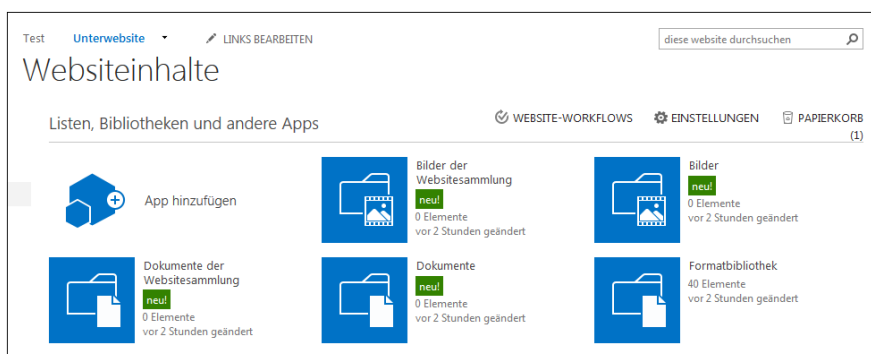 Test Unterwebsite LINKS BEARBEITEN
diese website durchsuchen
Websiteinhalte
Listen, Bibliotheken und andere Apps
WEBSITE-WORKFLOWS EINSTELLUNGEN PAPIERKORB
(1)
App hinzufügen
Bilder der
Websitesammlung
neu!
0 Elemente
vor 2 Stunden geändert
Bilder
neu!
0 Elemente
vor 2 Stunden geändert
Dokumente der
Websitesammlung
neu!
0 Elemente
vor 2 Stunden geändert
Dokumente
neu!
0 Elemente
vor 2 Stunden geändert
Formatbibliothek
40 Elemente
vor 2 Stunden geändert